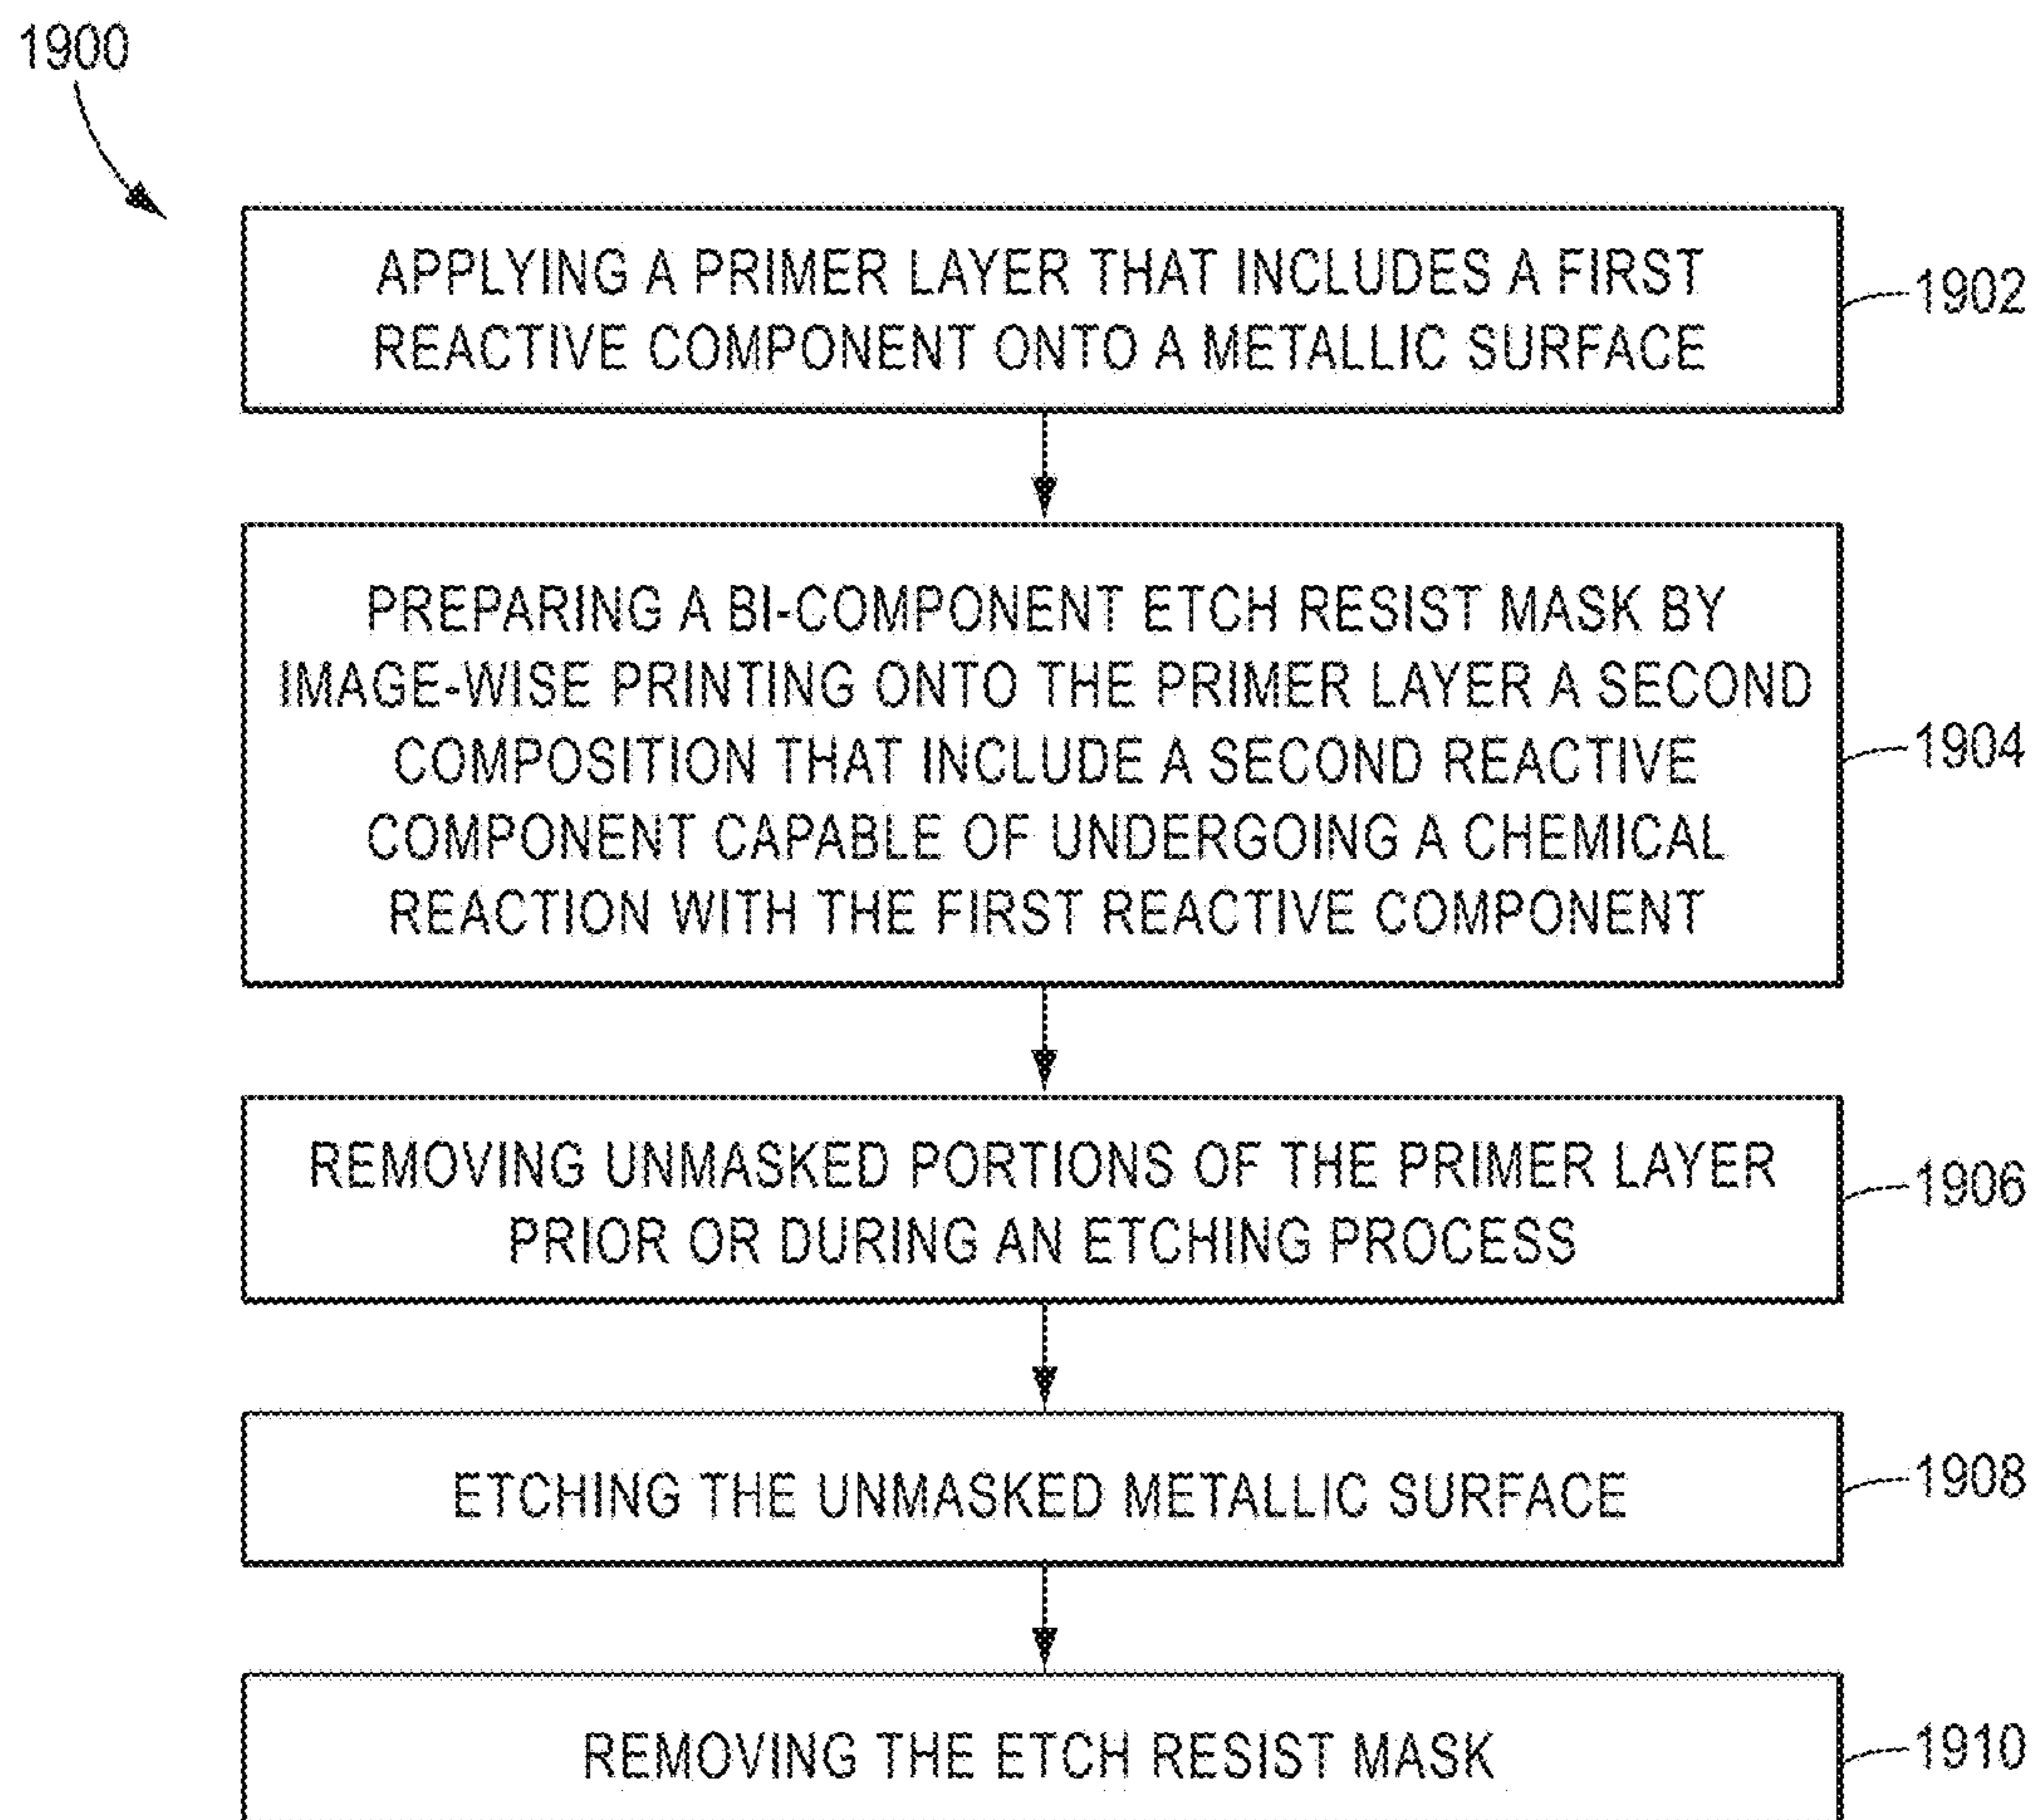 1900
APPLYING A PRIMER LAYER THAT INCLUDES A FIRST
REACTIVE COMPONENT ONTO A METALLIC SURFACE
1902
PREPARING A BI-COMPONENT ETCH RESIST MASK BY
IMAGE-WISE PRINTING ONTO THE PRIMER LAYER A SECOND
COMPOSITION THAT INCLUDE A SECOND REACTIVE
COMPONENT CAPABLE OF UNDERGOING A CHEMICAL
REACTION WITH THE FIRST REACTIVE COMPONENT
1904
REMOVING UNMASKED PORTIONS OF THE PRIMER LAYER
PRIOR OR DURING AN ETCHING PROCESS
1906
ETCHING THE UNMASKED METALLIC SURFACE
1908
REMOVING THE ETCH RESIST MASK
1910